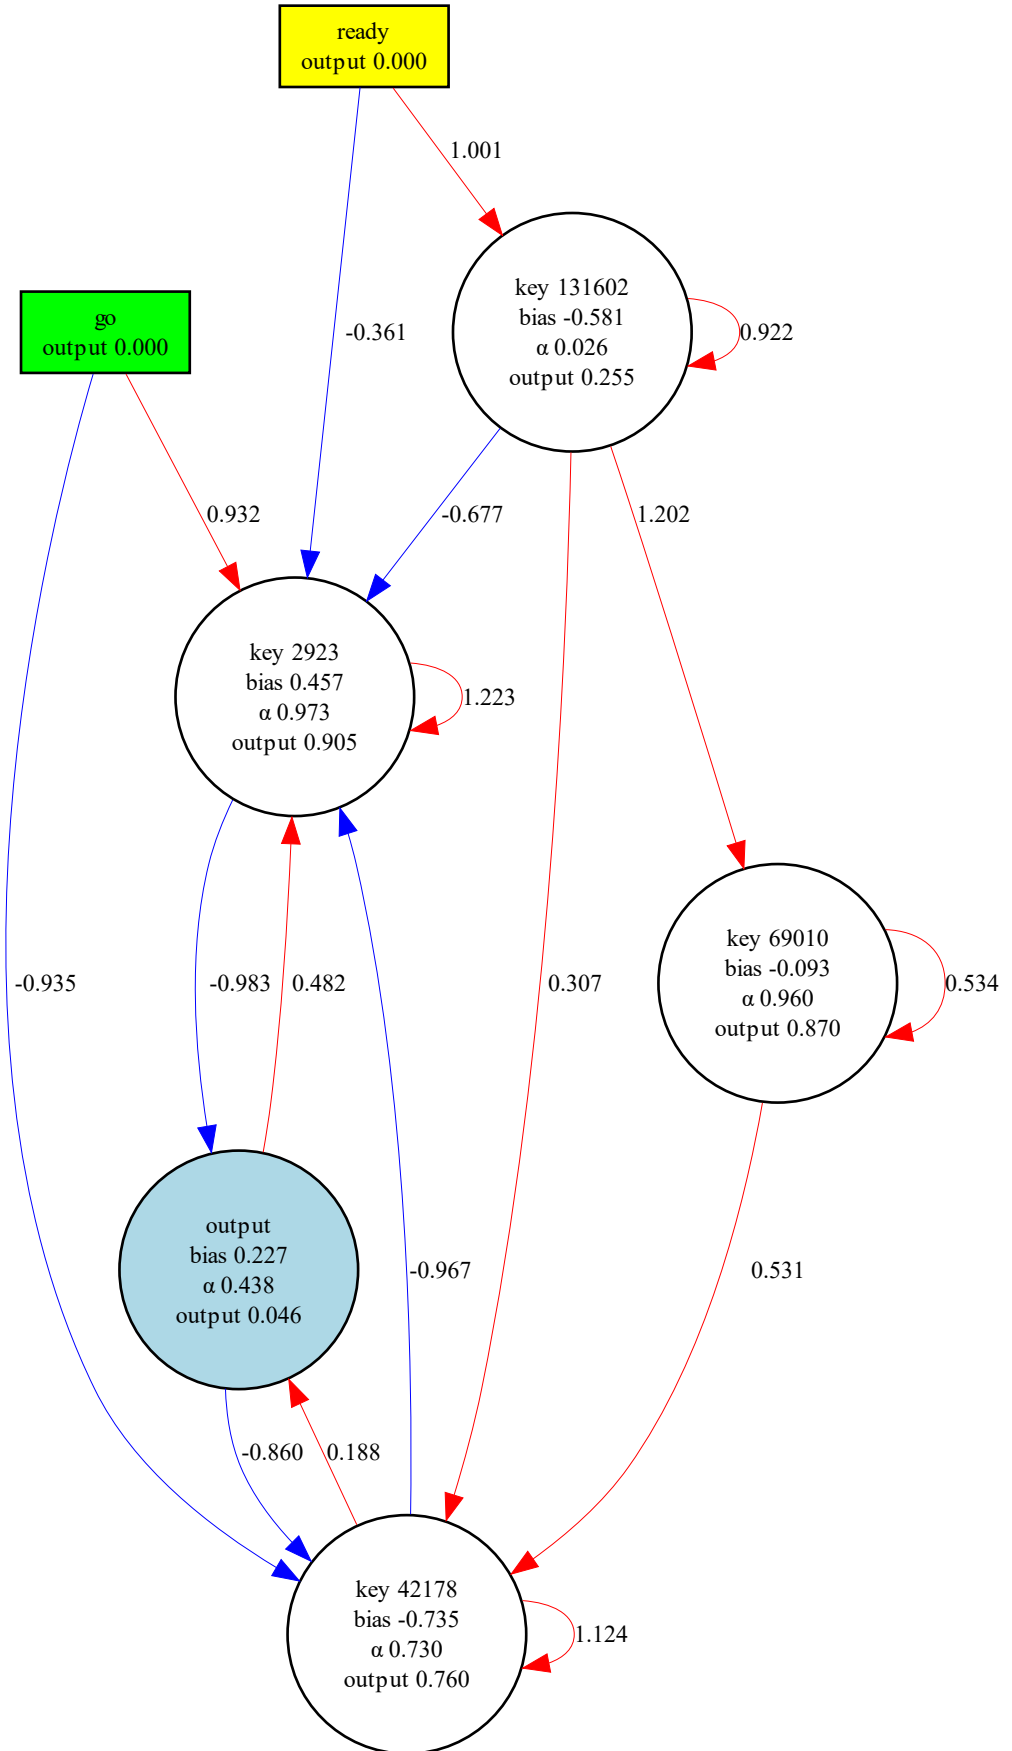 ready
output 0.000
1.001
key 131602
bias -0.581
α 0.026
output 0.255
0.922
go
output 0.000
-0.361
0.932
-0.677
1.202
key 2923
bias 0.457
α 0.973
output 0.905
1.223
key 69010
bias -0.093
α 0.960
output 0.870
0.534
-0.935
-0.983
0.482
0.307
output
bias 0.227
α 0.438
output 0.046
-0.967
0.531
-0.860
0.188
key 42178
bias -0.735
α 0.730
output 0.760
1.124